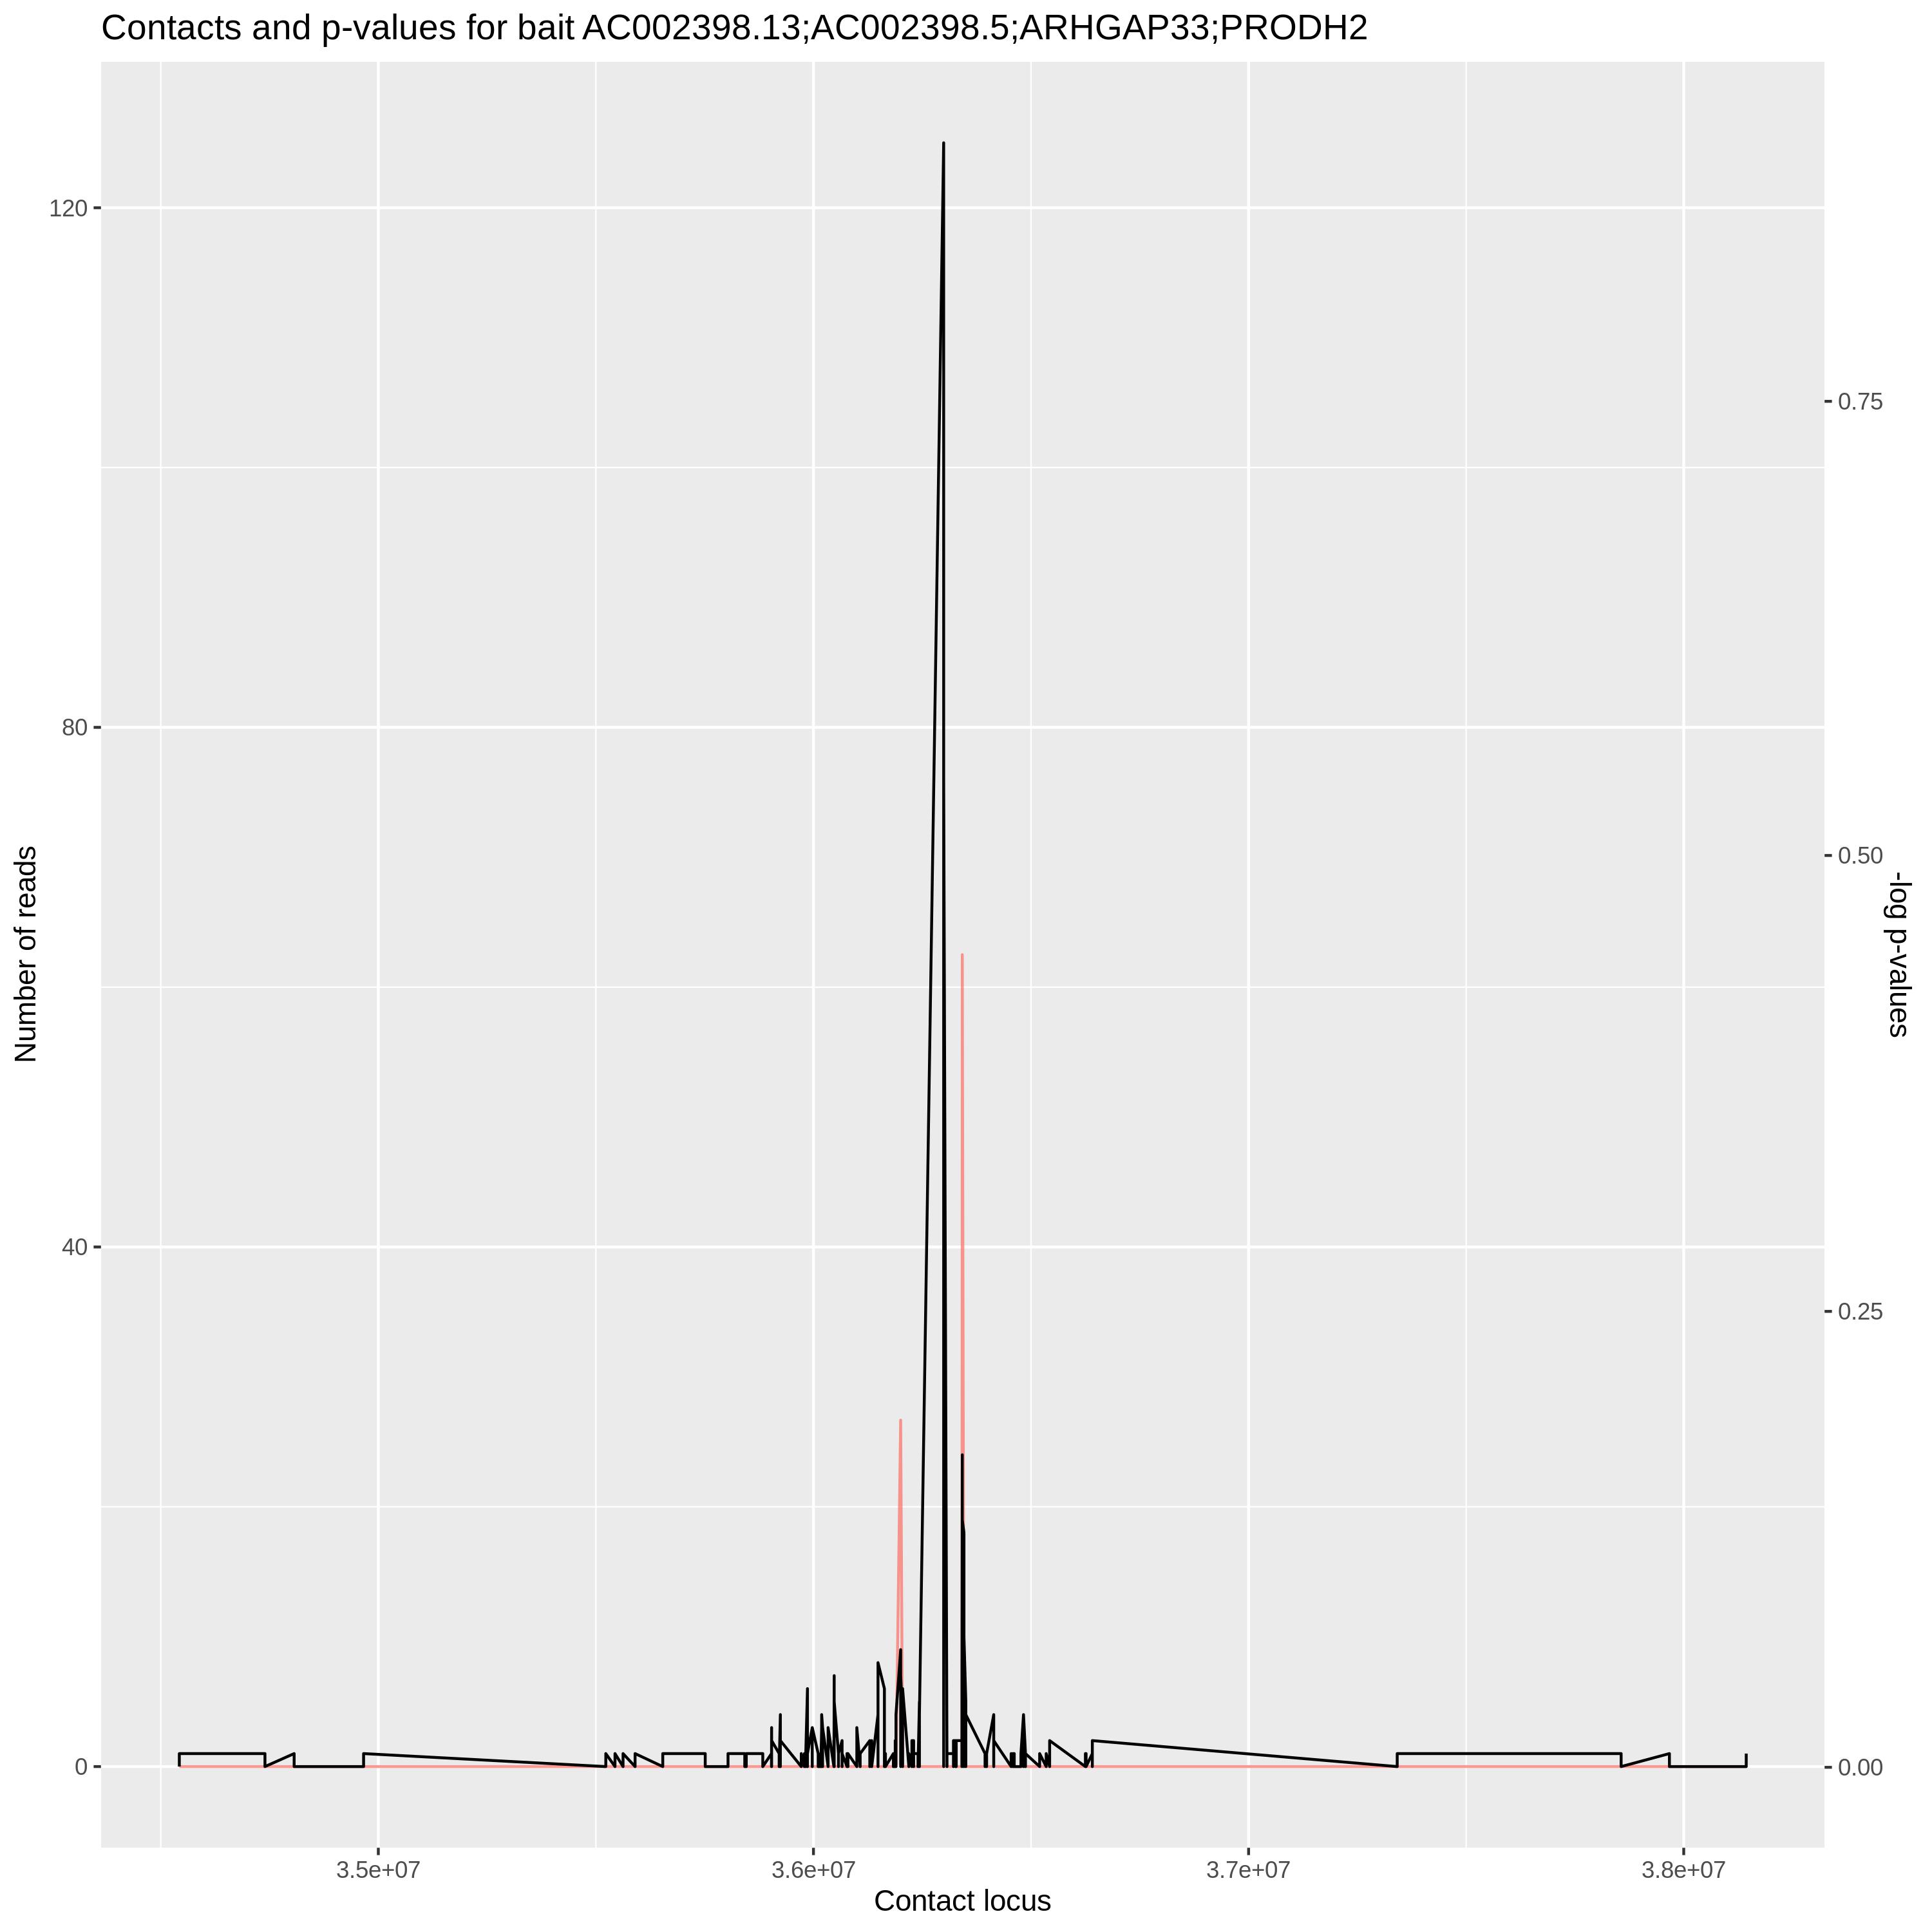 Contacts and p-values for bait AC002398.13;AC002398.5;ARHGAP33;PRODH2
120
80
40
0
Number of reads
0.75
0.50
0.25
0.00
-log p-values
3.5e+07
3.6e+07
3.7e+07
3.8e+07
Contact locus